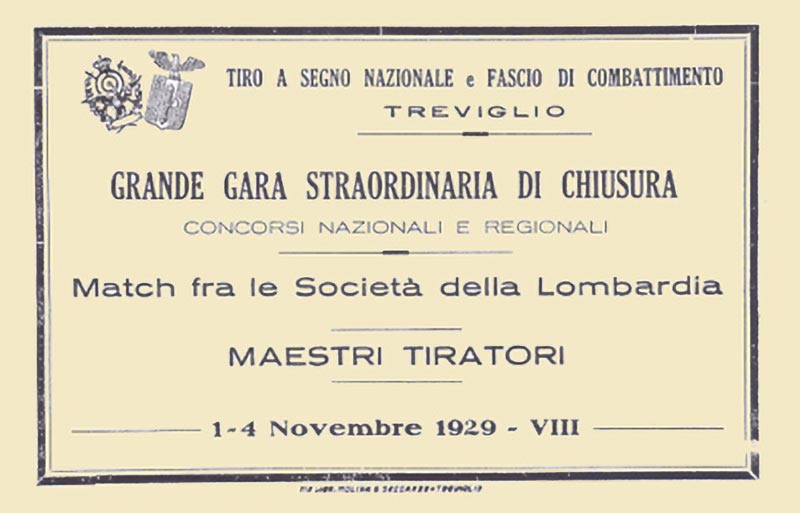 TIRO A SEGNO NAZIONALE e FASCIO DI COMBATTIMENTO
TREVIGLIO
GRANDE GARA STRAORDINARIA DI CHIUSURA
CONCORSI NAZIONALI E REGIONALI
Match fra le Società della Lombardia
MAESTRI TIRATORI
1-4 Novembre 1929 - VIII
TREVIGLIO